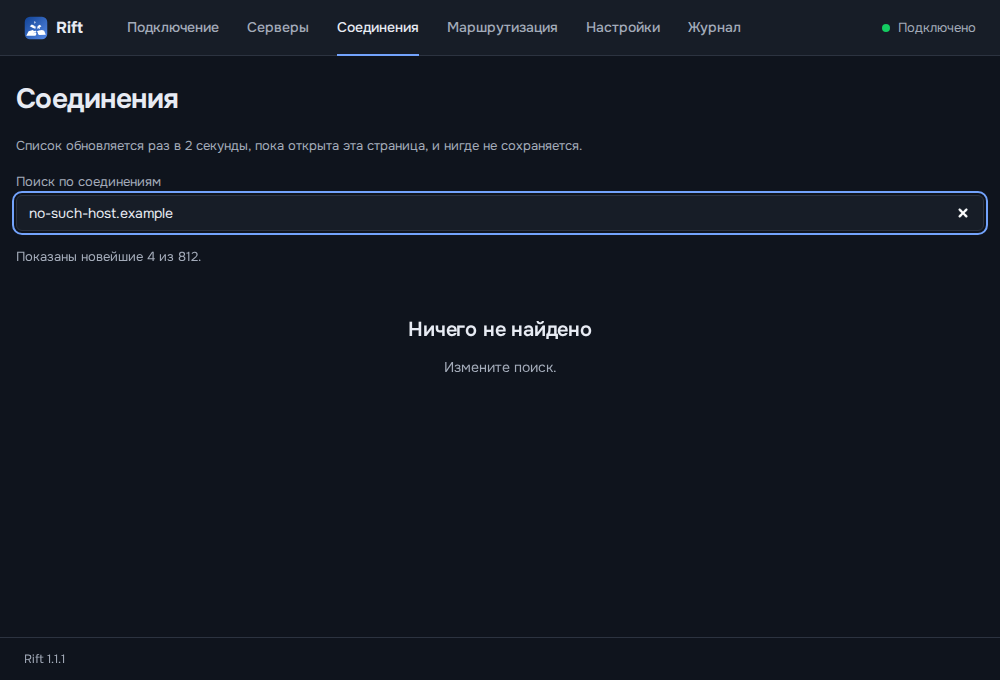 Rift
Подключение
Серверы
Соединения
Маршрутизация
Настройки
Журнал
Подключено
Соединения
Список обновляется раз в 2 секунды, пока открыта эта страница, и нигде не сохраняется.
Поиск по соединениям
no-such-host.example
Показаны новейшие 4 из 812.
Ничего не найдено
Измените поиск.
Rift 1.1.1